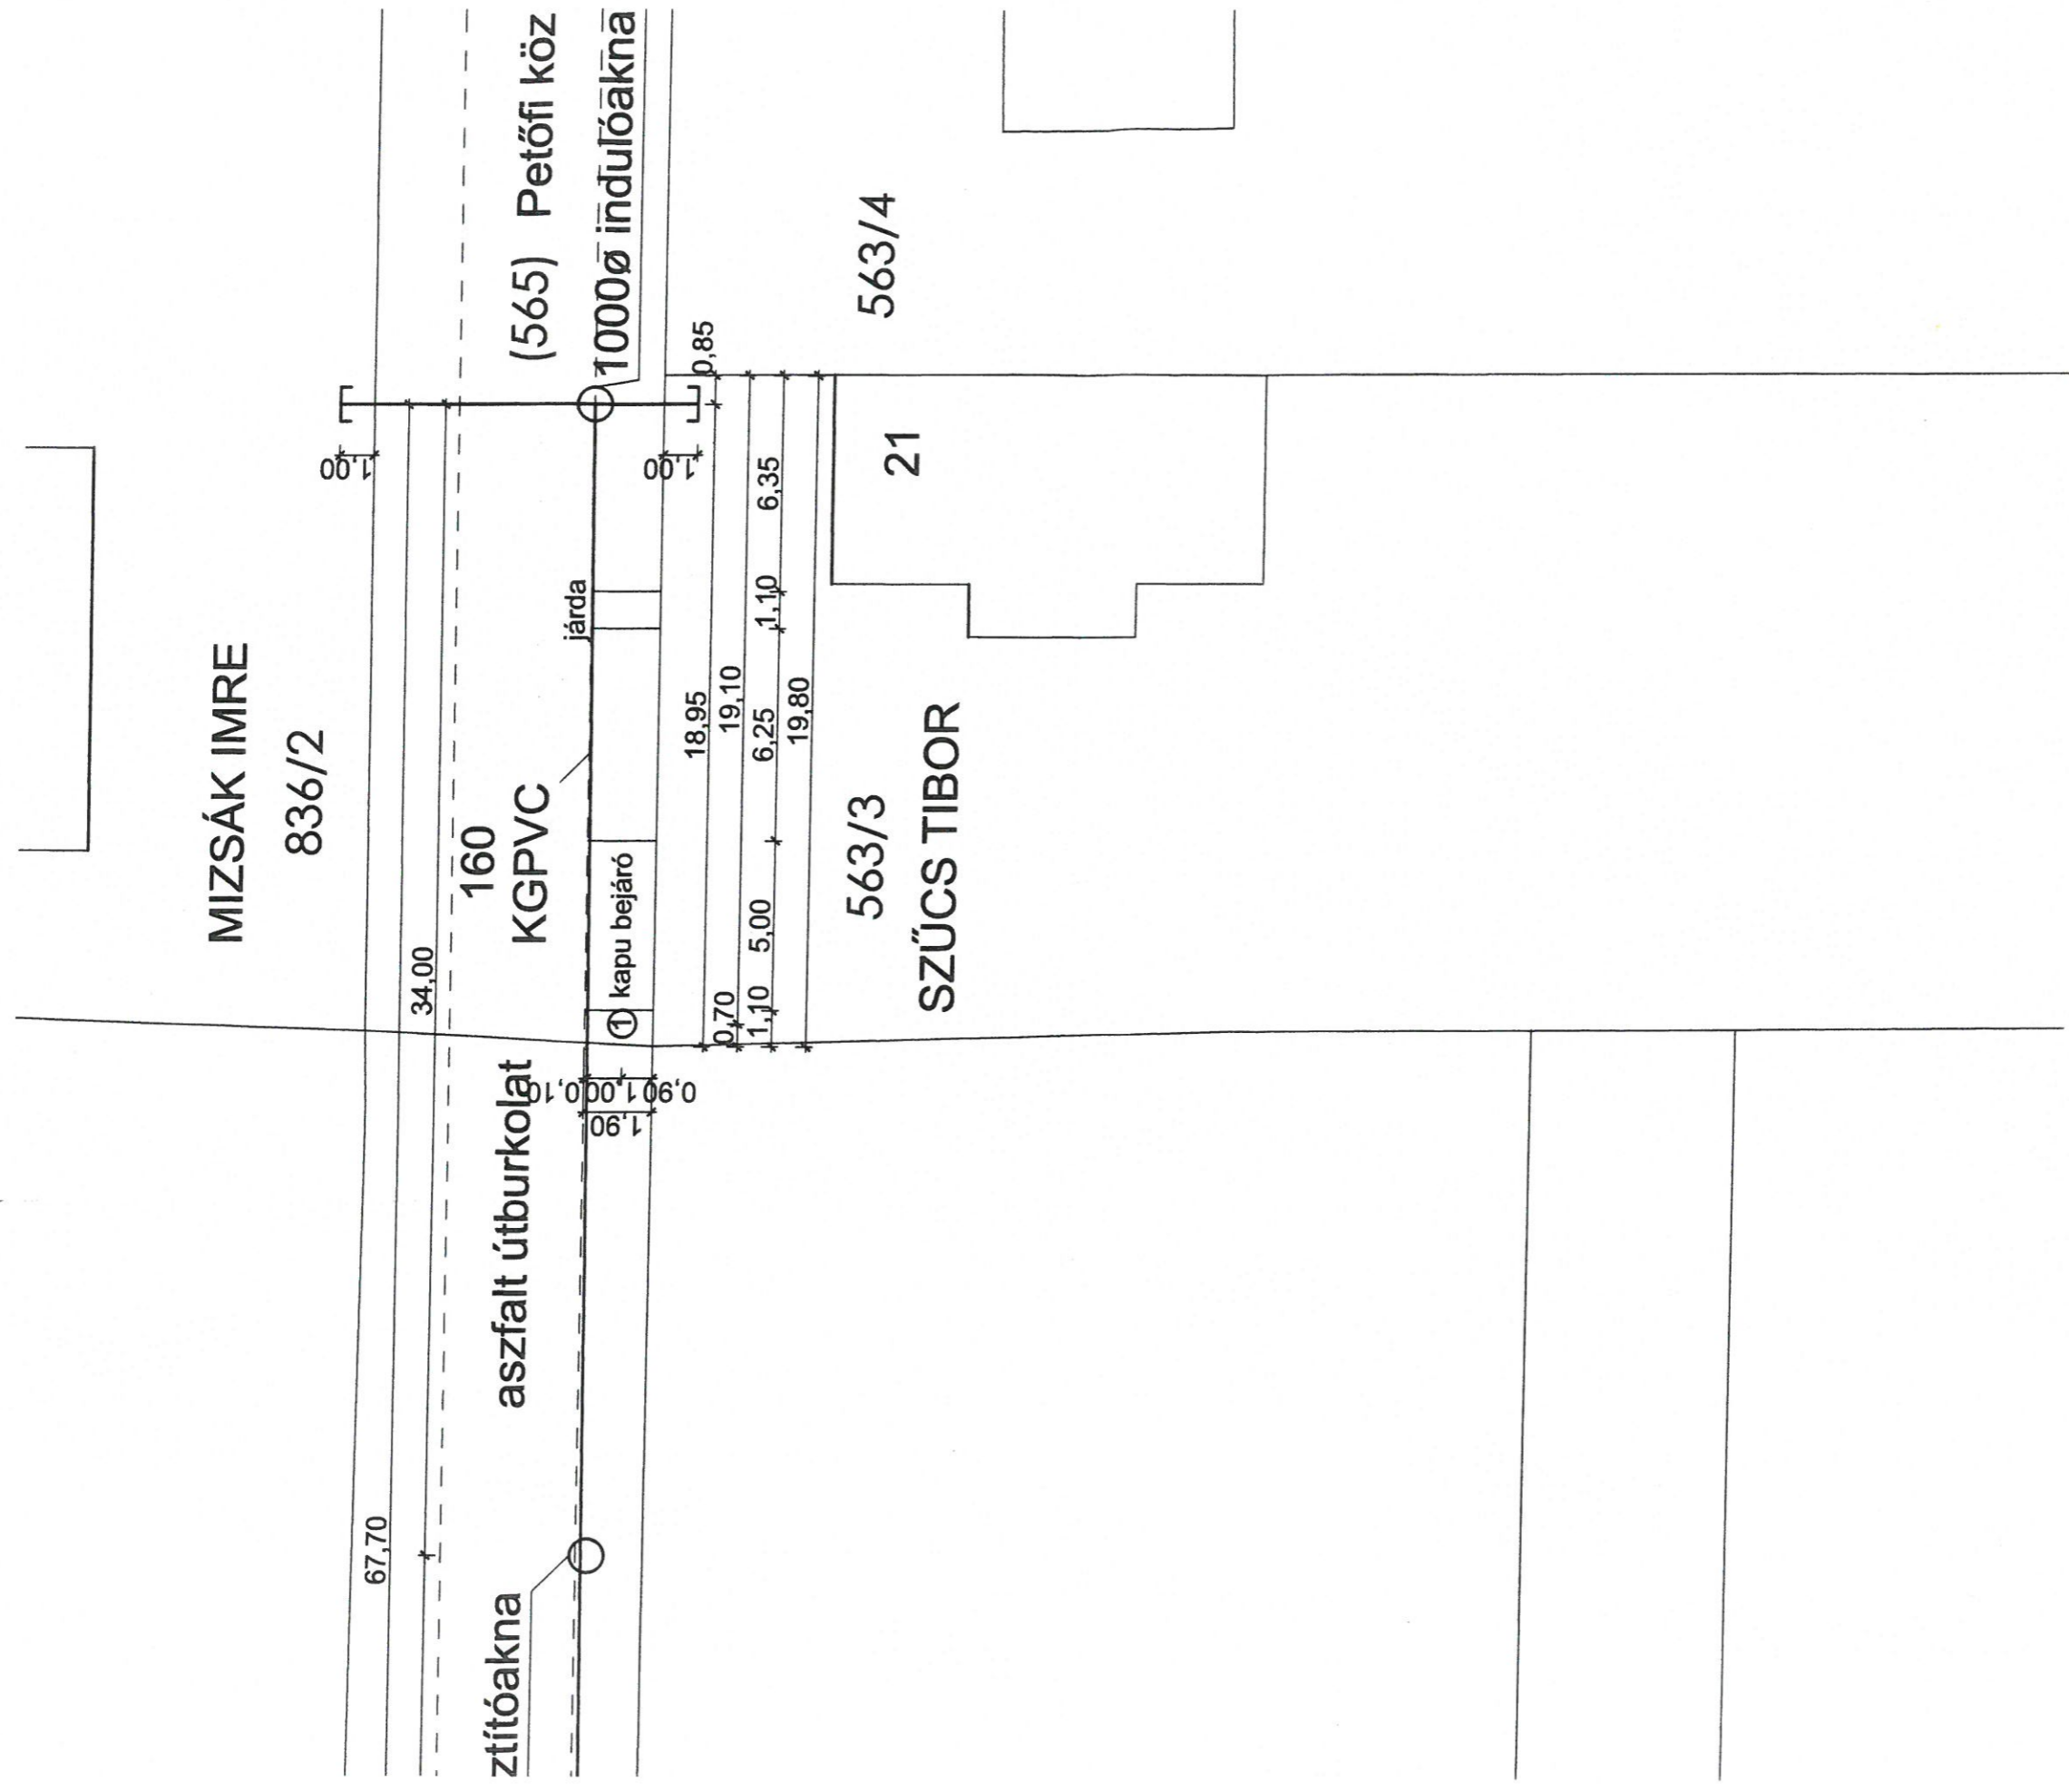 MIZSÁK IMRE
836/2
67,70
34,00
1,00
1,00
160
KGPVC
aszfalt útburkolat
(565) Petőfi köz
1000ø indulóakna
járda
kapu bejáró
1
0,10
1,00
0,90
1,90
18,95
0,85
0,70
19,10
1,10
5,00
6,25
1,10
6,35
19,80
563/3
SZŰCS TIBOR
21
563/4
ztítóakna